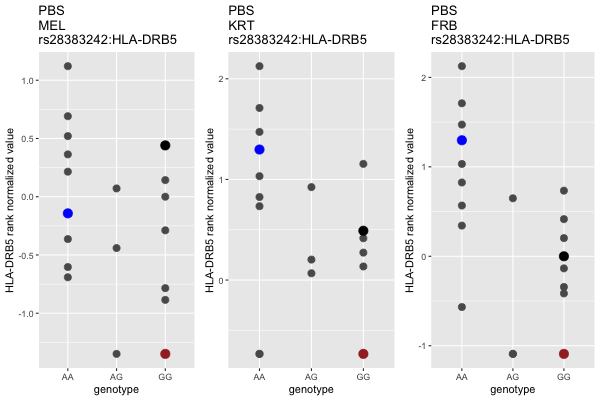 PBS
MEL
rs28383242:HLA-DRB5
HLA-DRB5 rank normalized value
1.0
0.5
0.0
-0.5
-1.0
AA AG GG
genotype
PBS
KRT
rs28383242:HLA-DRB5
HLA-DRB5 rank normalized value
2
1
0
AA AG GG
genotype
PBS
FRB
rs28383242:HLA-DRB5
HLA-DRB5 rank normalized value
2
1
0
-1
AA AG GG
genotype